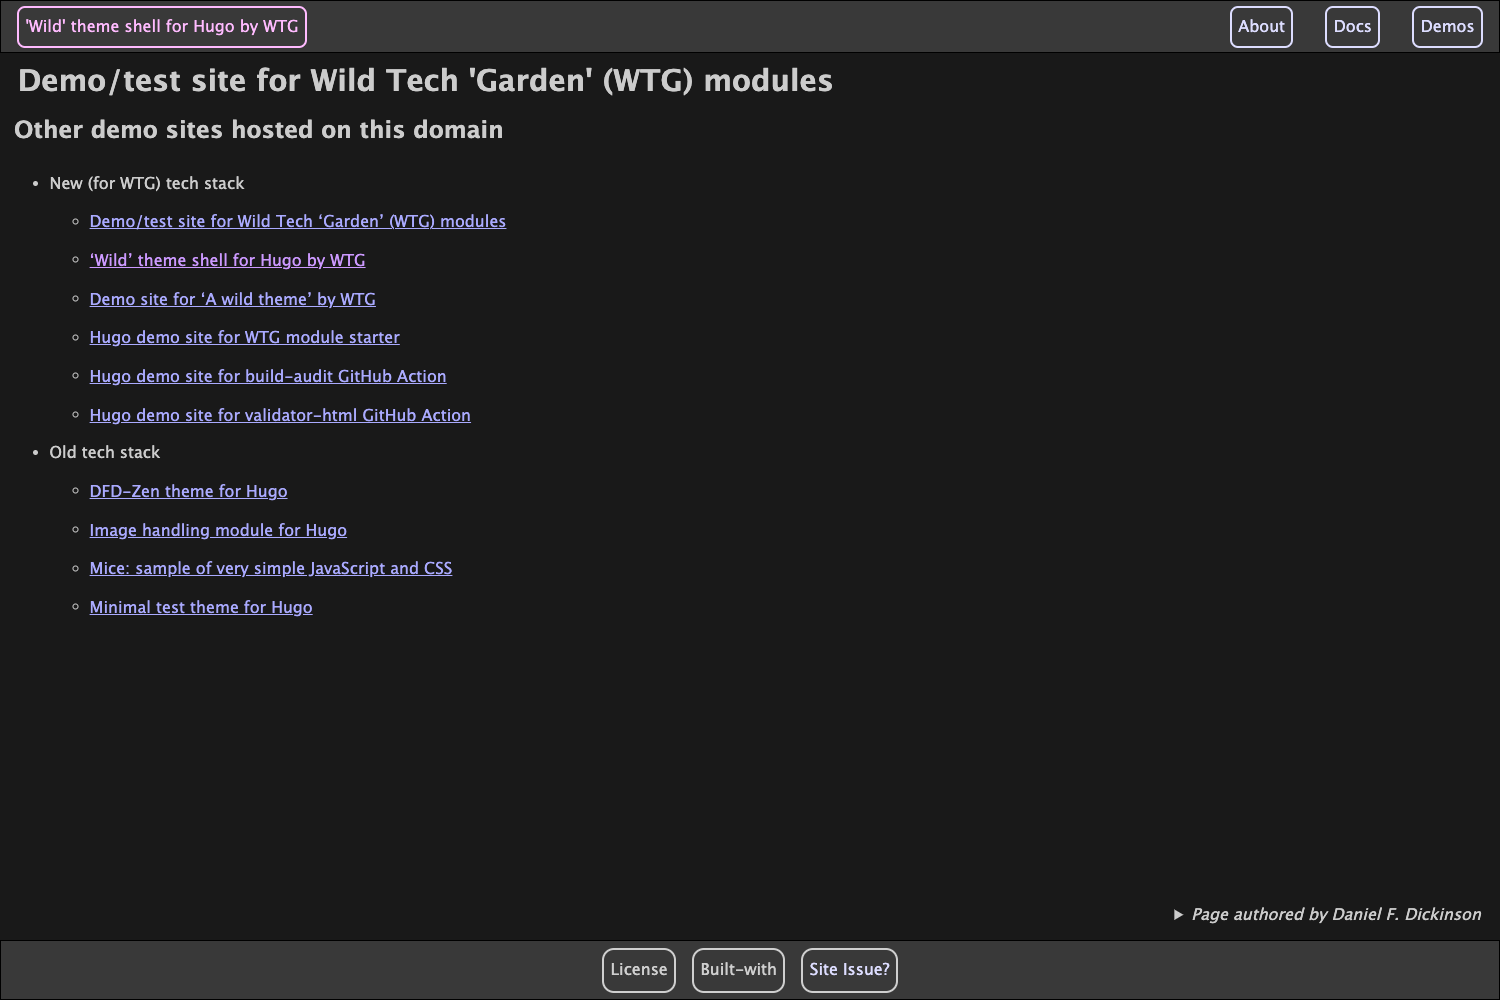 'Wild' theme shell for Hugo by WTG
About
Docs
Demos
Demo/test site for Wild Tech 'Garden' (WTG) modules
Other demo sites hosted on this domain
New (for WTG) tech stack
Demo/test site for Wild Tech ‘Garden’ (WTG) modules
‘Wild’ theme shell for Hugo by WTG
Demo site for ‘A wild theme’ by WTG
Hugo demo site for WTG module starter
Hugo demo site for build-audit GitHub Action
Hugo demo site for validator-html GitHub Action
Old tech stack
DFD-Zen theme for Hugo
Image handling module for Hugo
Mice: sample of very simple JavaScript and CSS
Minimal test theme for Hugo
Page authored by Daniel F. Dickinson
License
Built-with
Site Issue?